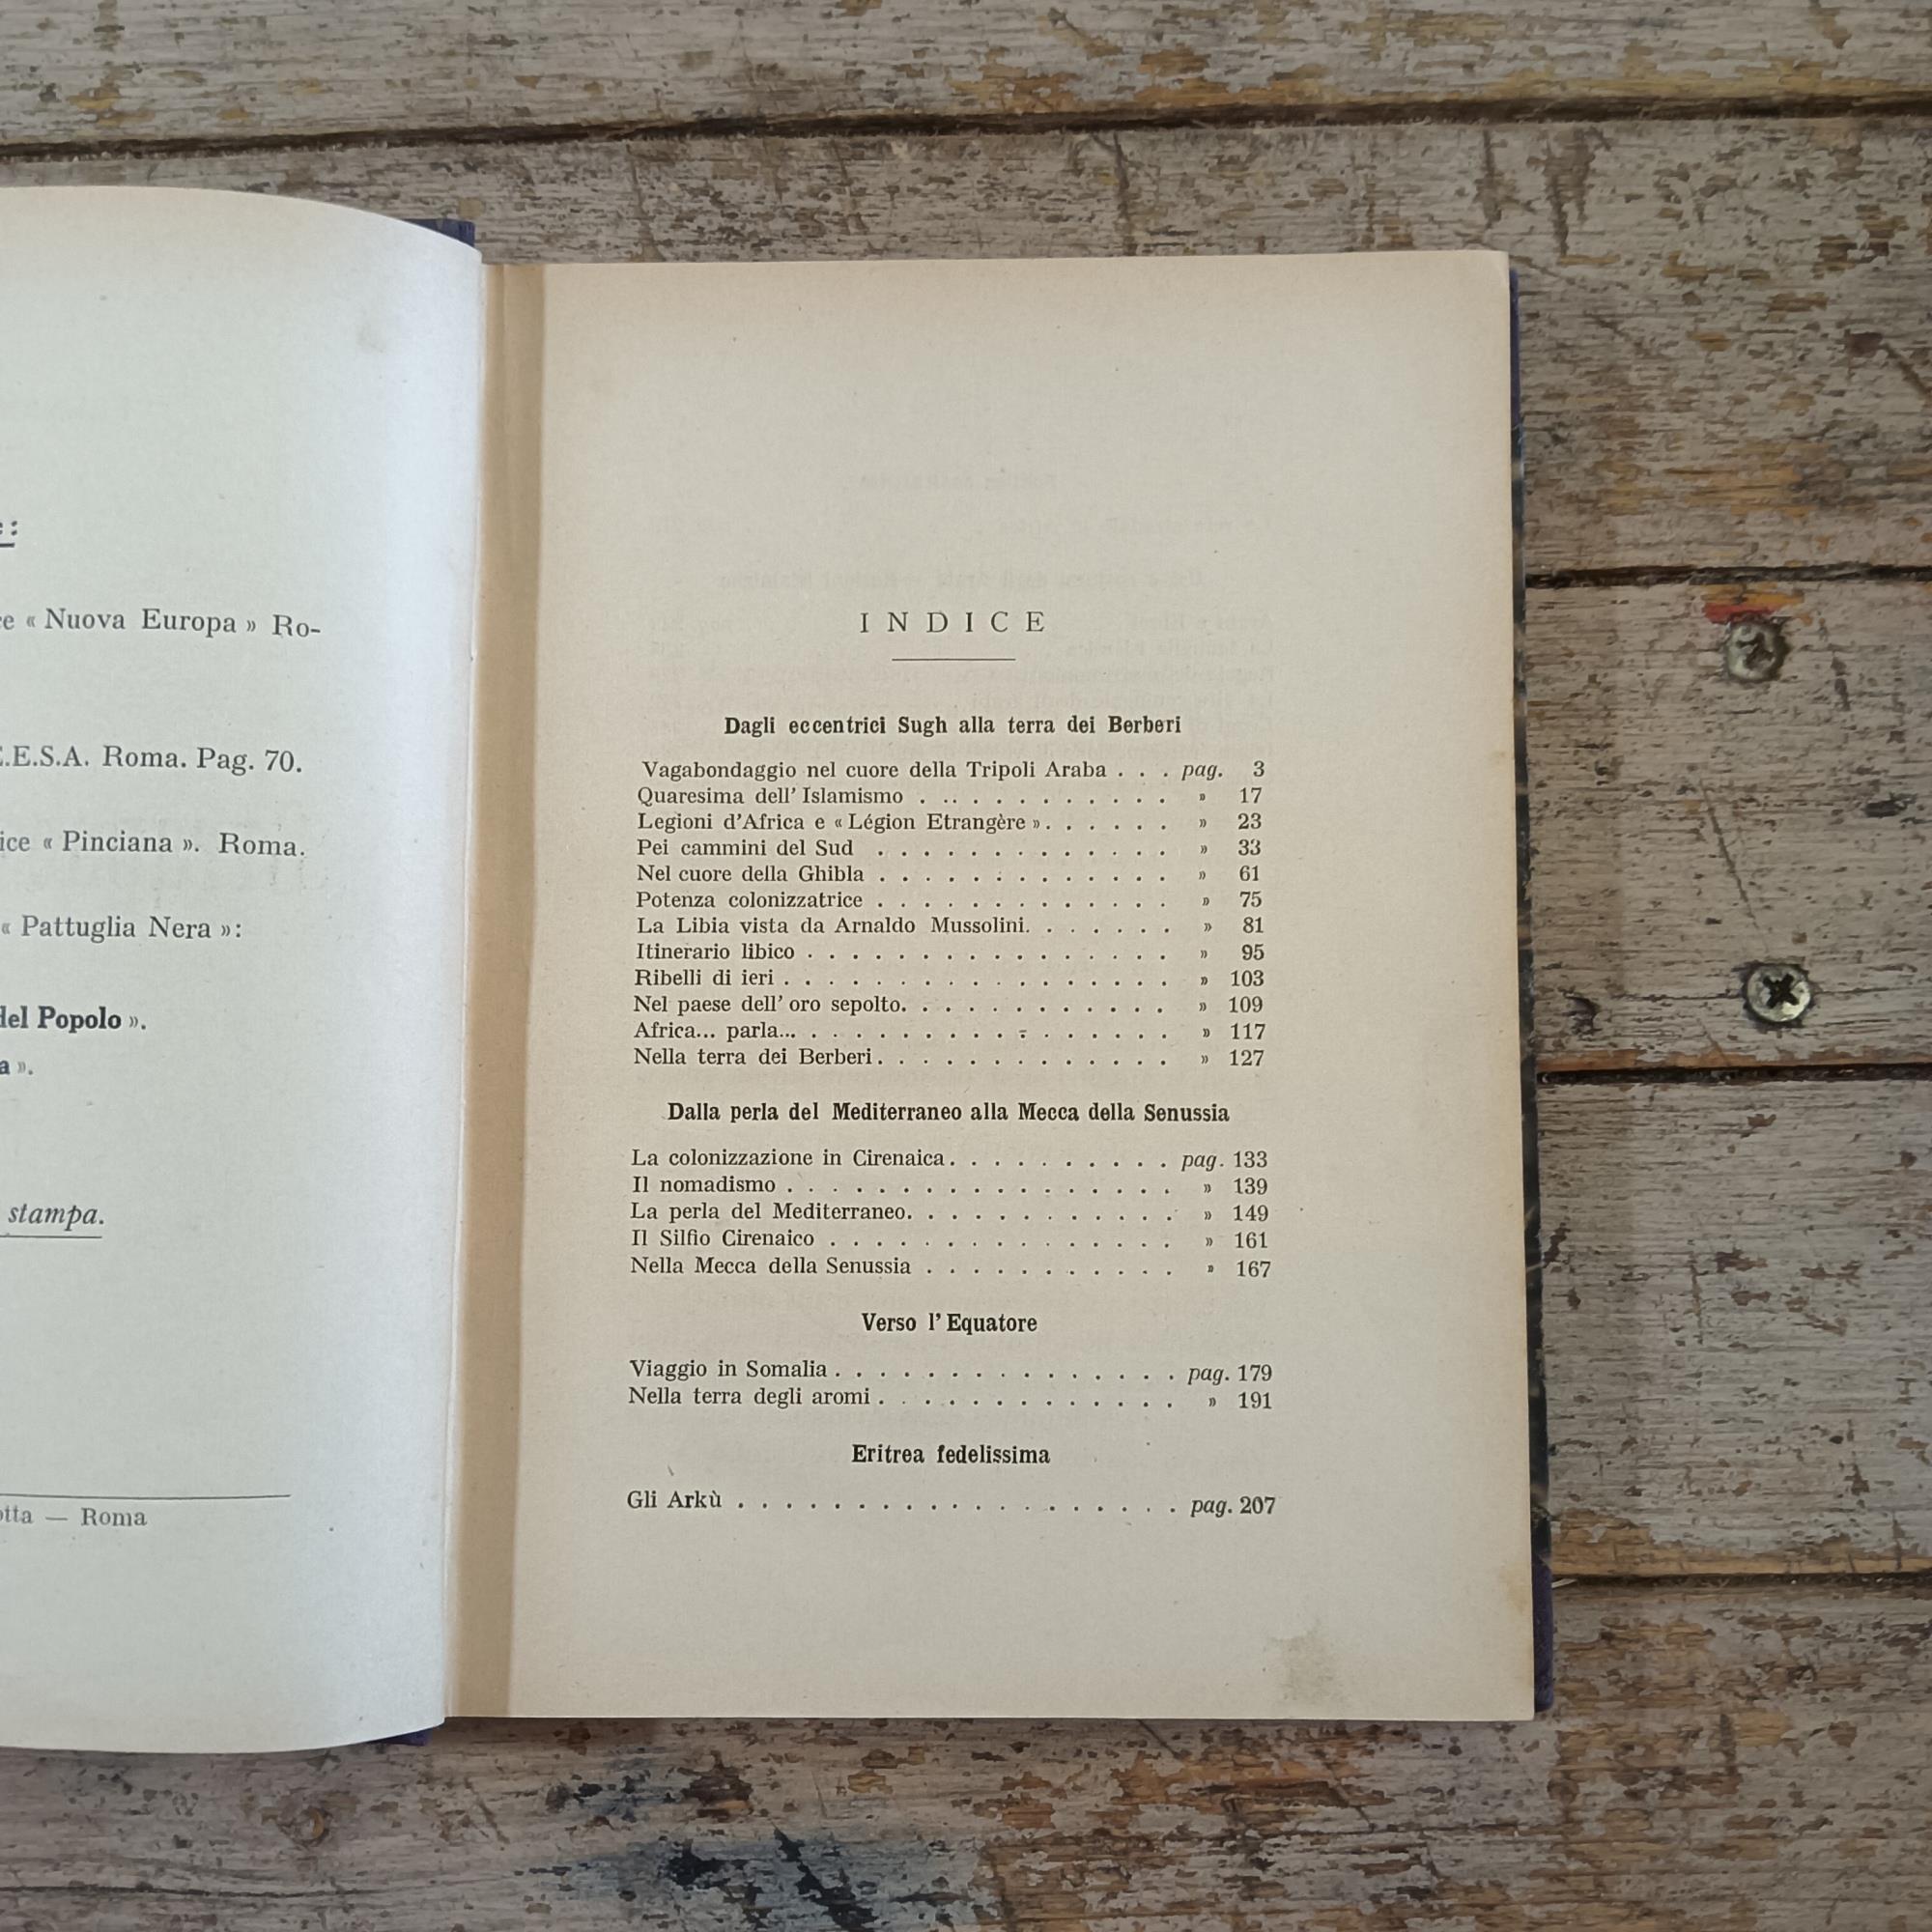 « Nuova Europa » Ro-
Roma. Pag. 70.
« Pinciana ». Roma.
« Pattuglia Nera »:
del Popolo ».
stampa.
— Roma
INDICE
Dagli eccentrici Sugh alla terra dei Berberi
Vagabondaggio nel cuore della Tripoli Araba . . . pag. 3
Quaresima dell' Islamismo . . . . . . . . . . . » 17
Legioni d'Africa e « Légion Etrangère » . . . . . . » 23
Pei cammini del Sud . . . . . . . . . . . . . » 33
Nel cuore della Ghibla . . . . . . . . . . . . . » 61
Potenza colonizzatrice . . . . . . . . . . . . . » 75
La Libia vista da Arnaldo Mussolini. . . . . . . » 81
Itinerario libico . . . . . . . . . . . . . . . » 95
Ribelli di ieri . . . . . . . . . . . . . . . . » 103
Nel paese dell' oro sepolto. . . . . . . . . . . » 109
Africa... parla... . . . . . . . . . . . . . . » 117
Nella terra dei Berberi . . . . . . . . . . . . » 127
Dalla perla del Mediterraneo alla Mecca della Senussia
La colonizzazione in Cirenaica . . . . . . . . . . pag. 133
Il nomadismo . . . . . . . . . . . . . . . . . » 139
La perla del Mediterraneo. . . . . . . . . . . . » 149
Il Silfio Cirenaico . . . . . . . . . . . . . . . » 161
Nella Mecca della Senussia . . . . . . . . . . . » 167
Verso l' Equatore
Viaggio in Somalia . . . . . . . . . . . . . . . pag. 179
Nella terra degli aromi . . . . . . . . . . . . . » 191
Eritrea fedelissima
Gli Arkù . . . . . . . . . . . . . . . . . . . pag. 207